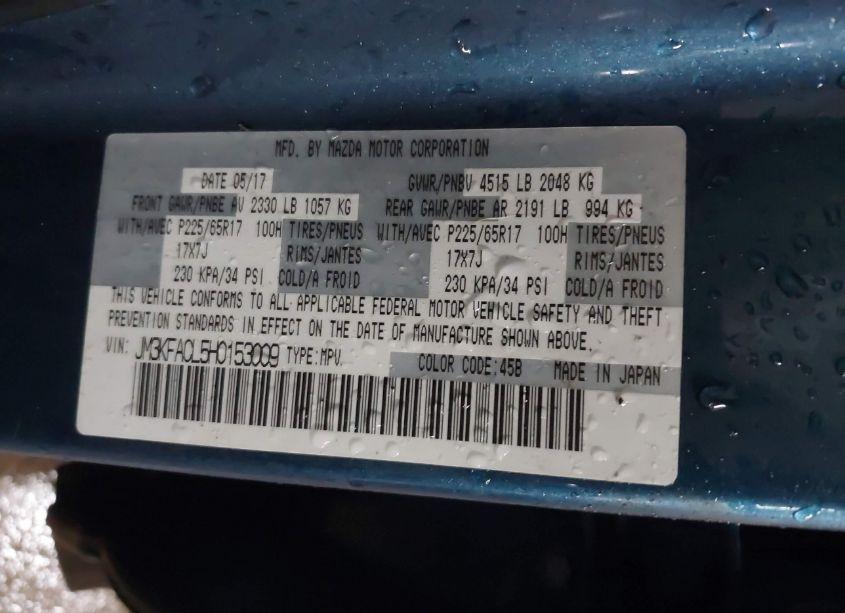 MFD. BY MAZDA MOTOR CORPORATION
DATE 05/17 GVWR/PNBV 4515 LB 2048 KG
FRONT GAWR/PNBE AV 2330 LB 1057 KG REAR GAWR/PNBE AR 2191 LB 994 KG
WITH/AVEC P225/65R17 100H TIRES/PNEUS WITH/AVEC P225/65R17 100H TIRES/PNEUS
17X7J RIMS/JANTES 17X7J RIMS/JANTES
230 KPA/34 PSI COLD/A FROID 230 KPA/34 PSI COLD/A FROID
THIS VEHICLE CONFORMS TO ALL APPLICABLE FEDERAL MOTOR VEHICLE SAFETY AND THEFT
PREVENTION STANDARDS IN EFFECT ON THE DATE OF MANUFACTURE SHOWN ABOVE.
VIN: JM3KFACL5H0153009 TYPE:MPV COLOR CODE:45B MADE IN JAPAN